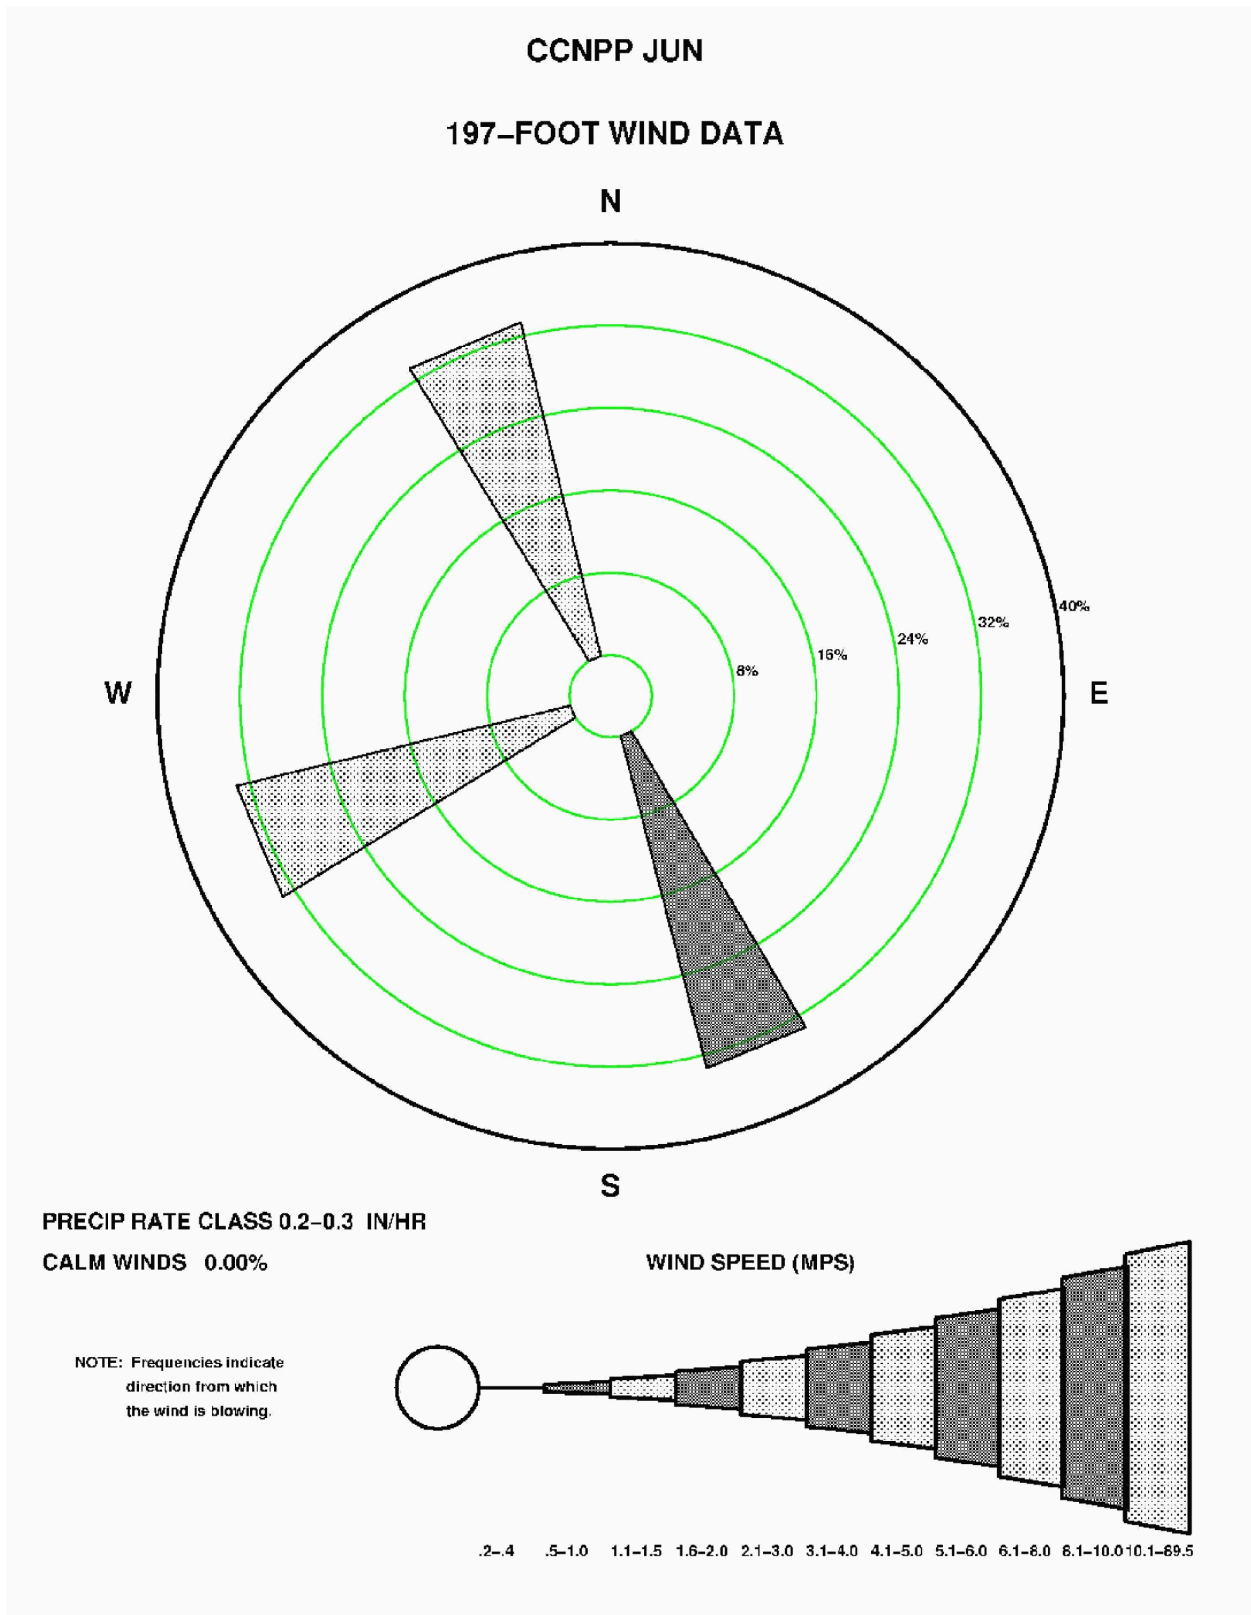 CCNPP JUN
197–FOOT WIND DATA
N
40%
32%
24%
16%
8%
W
E
S
PRECIP RATE CLASS 0.2–0.3 IN/HR
CALM WINDS 0.00%
WIND SPEED (MPS)
NOTE: Frequencies indicate
direction from which
the wind is blowing.
.2–.4 .5–1.0 1.1–1.5 1.6–2.0 2.1–3.0 3.1–4.0 4.1–5.0 5.1–6.0 6.1–8.0 8.1–10.0 10.1–89.5